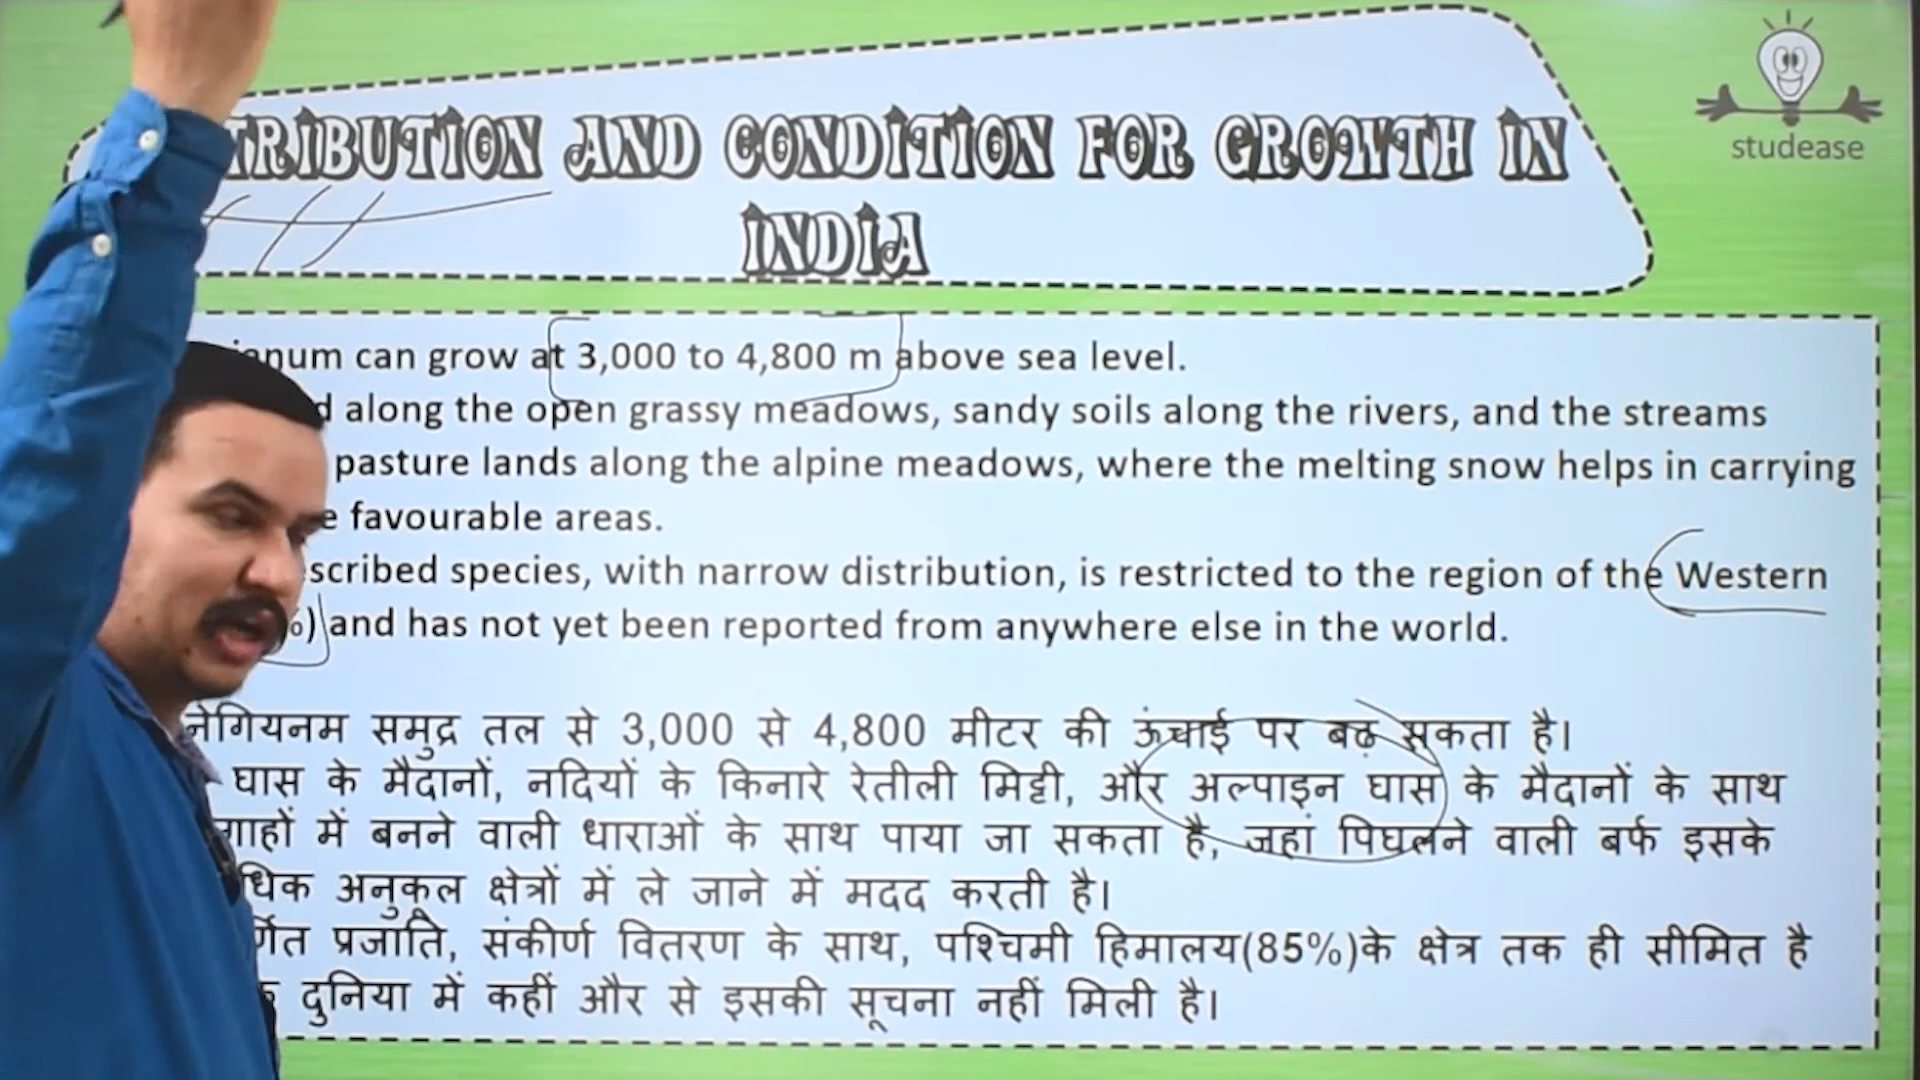 studease
AND CONDITION FOR GROWTH IN
INDIA
can grow at 3,000 to 4,800 m above sea level.
along the open grassy meadows, sandy soils along the rivers, and the streams
pasture lands along the alpine meadows, where the melting snow helps in carrying
favourable areas.
species, with narrow distribution, is restricted to the region of the Western
and has not yet been reported from anywhere else in the world.
समुद्र तल से 3,000 से 4,800 मीटर की ऊंचाई पर बढ़ सकता है।
घास के मैदानों, नदियों के किनारे रेतीली मिट्टी, और अल्पाइन घास के मैदानों के साथ
में बनने वाली धाराओं के साथ पाया जा सकता है, जहां पिघलने वाली बर्फ इसके
अनुकूल क्षेत्रों में ले जाने में मदद करती है।
प्रजाति, संकीर्ण वितरण के साथ, पश्चिमी हिमालय(85%)के क्षेत्र तक ही सीमित है
दुनिया में कहीं और से इसकी सूचना नहीं मिली है।